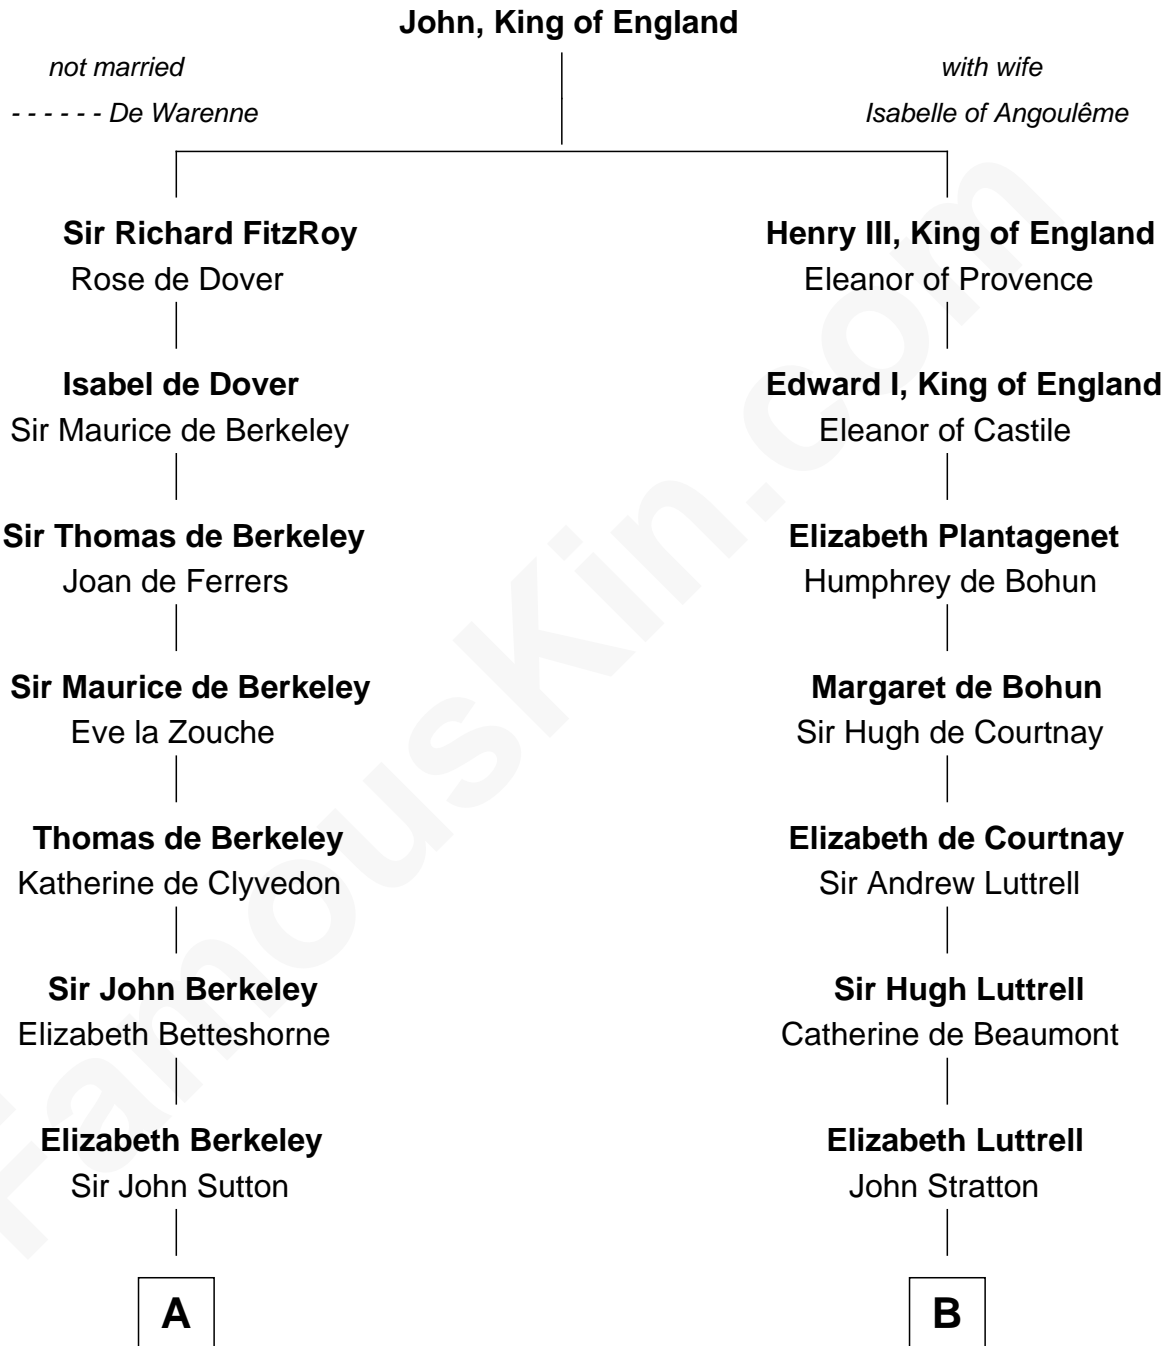 John, King of England
not married
- - - - - - De Warenne
with wife
Isabelle of Angoulême
Sir Richard FitzRoy
Rose de Dover
Henry III, King of England
Eleanor of Provence
Isabel de Dover
Sir Maurice de Berkeley
Edward I, King of England
Eleanor of Castile
Sir Thomas de Berkeley
Joan de Ferrers
Elizabeth Plantagenet
Humphrey de Bohun
Sir Maurice de Berkeley
Eve la Zouche
Margaret de Bohun
Sir Hugh de Courtnay
Thomas de Berkeley
Katherine de Clyvedon
Elizabeth de Courtnay
Sir Andrew Luttrell
Sir John Berkeley
Elizabeth Betteshorne
Sir Hugh Luttrell
Catherine de Beaumont
Elizabeth Berkeley
Sir John Sutton
Elizabeth Luttrell
John Stratton
A
B
FamousKin.com